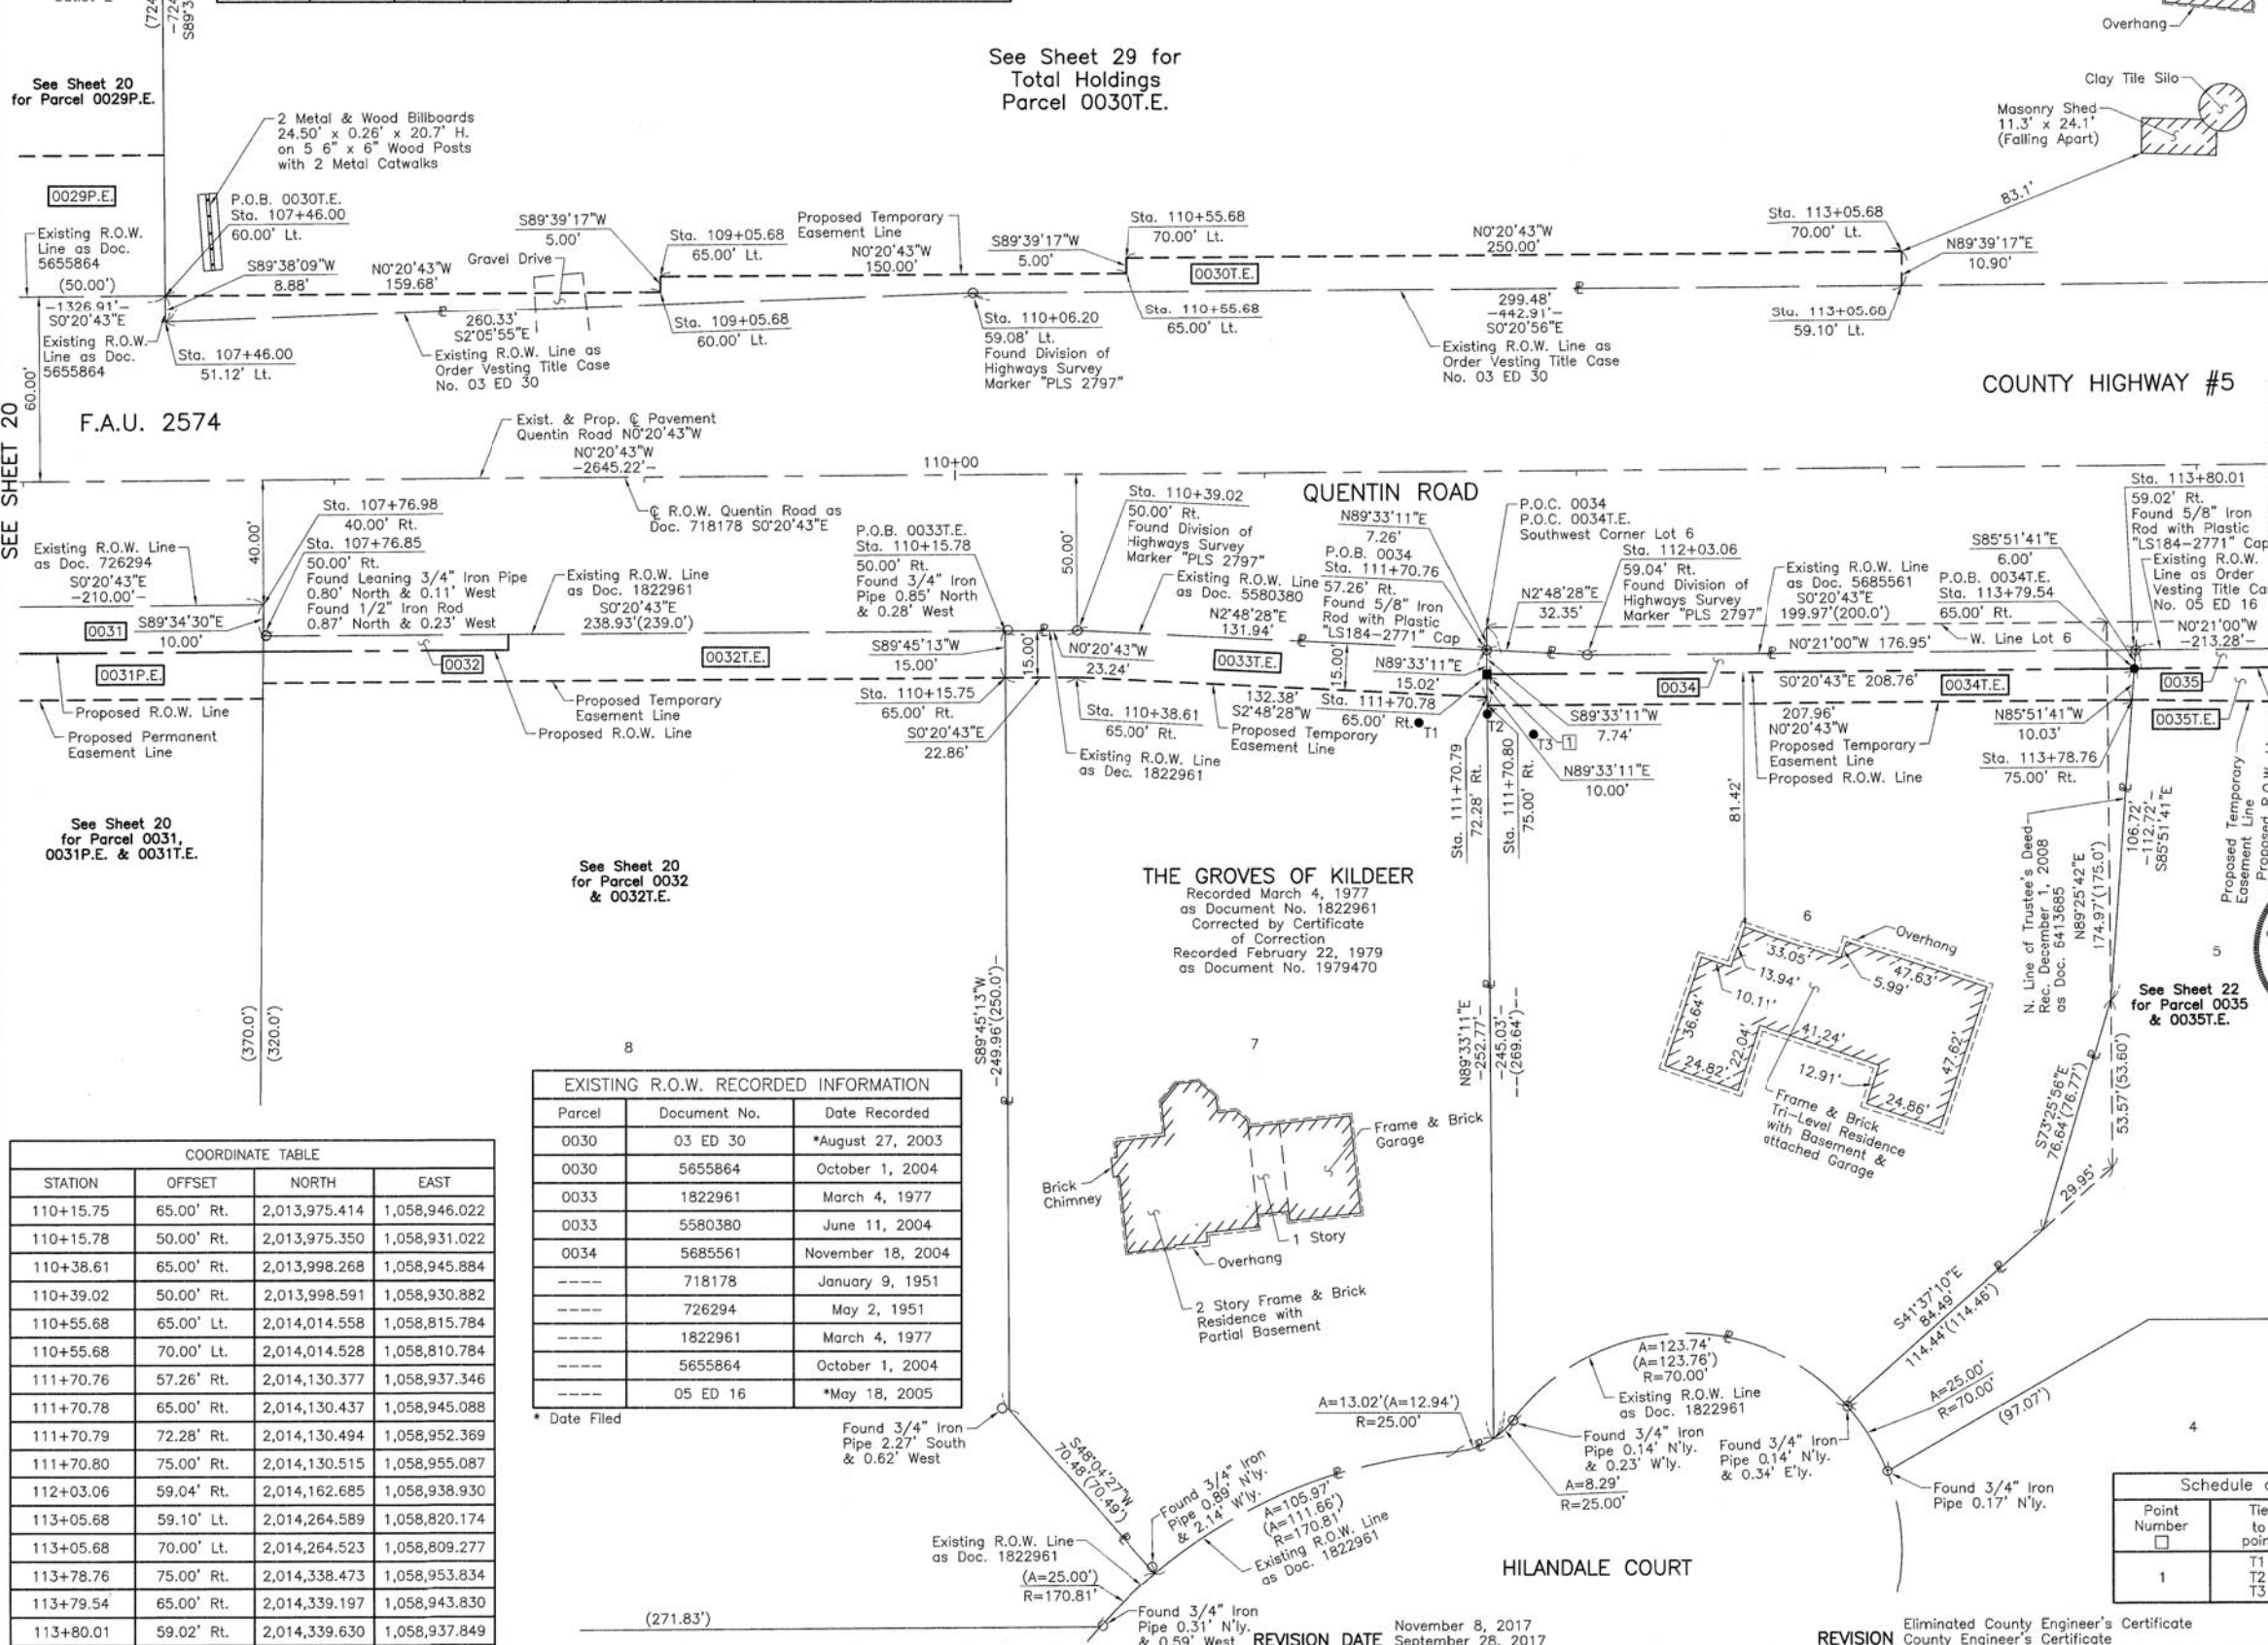 See Sheet 29 for
Total Holdings
Parcel 0030T.E.
Overhang
Clay Tile Silo
Masonry Shed
11.3' x 24.1'
(Falling Apart)
83.1'
See Sheet 20
for Parcel 0029P.E.
2 Metal & Wood Billboards
24.50' x 0.26' x 20.7' H.
on 5 6" x 6" Wood Posts
with 2 Metal Catwalks
0029P.E.
P.O.B. 0030T.E.
Sta. 107+46.00
60.00' Lt.
Existing R.O.W.
Line as Doc.
5655864
(50.00')
-1326.91'-
S0°20'43"E
Existing R.O.W.
Line as Doc.
5655864
S89°38'09"W
8.88'
N0°20'43"W
159.68'
Gravel Drive
S89°39'17"W
5.00'
Sta. 109+05.68
65.00' Lt.
Proposed Temporary
Easement Line
N0°20'43"W
150.00'
S89°39'17"W
5.00'
Sta. 110+55.68
70.00' Lt.
0030T.E.
N0°20'43"W
250.00'
Sta. 113+05.68
70.00' Lt.
N89°39'17"E
10.90'
Sta. 107+46.00
51.12' Lt.
260.33'
S2°05'55"E
Existing R.O.W. Line as
Order Vesting Title Case
No. 03 ED 30
Sta. 109+05.68
60.00' Lt.
Sta. 110+06.20
59.08' Lt.
Found Division of
Highways Survey
Marker "PLS 2797"
Sta. 110+55.68
65.00' Lt.
299.48'
-442.91'-
S0°20'56"E
Existing R.O.W. Line as
Order Vesting Title Case
No. 03 ED 30
Sta. 113+05.68
59.10' Lt.
COUNTY HIGHWAY #5
SEE SHEET 20
60.00'
F.A.U. 2574
Exist. & Prop. ℄ Pavement
Quentin Road N0°20'43"W
N0°20'43"W
-2645.22'-
110+00
QUENTIN ROAD
℄ R.O.W. Quentin Road as
Doc. 718178 S0°20'43"E
40.00'
Sta. 107+76.98
40.00' Rt.
Sta. 107+76.85
50.00' Rt.
Found Leaning 3/4" Iron Pipe
0.80' North & 0.11' West
Found 1/2" Iron Rod
0.87' North & 0.23' West
Existing R.O.W. Line
as Doc. 726294
S0°20'43"E
-210.00'-
0031
S89°34'30"E
10.00'
0031P.E.
Proposed R.O.W. Line
Proposed Permanent
Easement Line
Existing R.O.W. Line
as Doc. 1822961
S0°20'43"E
238.93'(239.0')
0032
0032T.E.
Proposed Temporary
Easement Line
Proposed R.O.W. Line
P.O.B. 0033T.E.
Sta. 110+15.78
50.00' Rt.
Found 3/4" Iron
Pipe 0.85' North
& 0.28' West
S89°45'13"W
15.00'
Sta. 110+15.75
65.00' Rt.
S0°20'43"E
22.86'
50.00'
15.00'
Sta. 110+39.02
50.00' Rt.
Found Division of
Highways Survey
Marker "PLS 2797"
Existing R.O.W. Line
as Doc. 5580380
N2°48'28"E
131.94'
N0°20'43"W
23.24'
0033T.E.
15.00'
Sta. 110+38.61
65.00' Rt.
Existing R.O.W. Line
as Dec. 1822961
132.38'
S2°48'28"W
Proposed Temporary
Easement Line
N89°33'11"E
7.26'
P.O.B. 0034
Sta. 111+70.76
57.26' Rt.
Found 5/8" Iron
Rod with Plastic
"LS184-2771" Cap
N89°33'11"E
15.02'
Sta. 111+70.78
65.00' Rt.
T1
T2
T3
1
P.O.C. 0034
P.O.C. 0034T.E.
Southwest Corner Lot 6
N2°48'28"E
32.35'
Sta. 112+03.06
59.04' Rt.
Found Division of
Highways Survey
Marker "PLS 2797"
Existing R.O.W. Line
as Doc. 5685561
S0°20'43"E
199.97'(200.0')
W. Line Lot 6
N0°21'00"W 176.95'
0034
S0°20'43"E 208.76'
0034T.E.
S89°33'11"W
7.74'
N89°33'11"E
10.00'
207.96'
N0°20'43"W
Proposed Temporary
Easement Line
Proposed R.O.W. Line
Sta. 111+70.79
72.28' Rt.
Sta. 111+70.80
75.00' Rt.
S85°51'41"E
6.00'
P.O.B. 0034T.E.
Sta. 113+79.54
65.00' Rt.
Sta. 113+80.01
59.02' Rt.
Found 5/8" Iron
Rod with Plastic
"LS184-2771" Cap
Existing R.O.W.
Line as Order
Vesting Title
No. 05 ED 16
N0°21'00"W
-213.28'-
0035
0035T.E.
N85°51'41"W
10.03'
Sta. 113+78.76
75.00' Rt.
Proposed Temporary
Easement Line
81.42'
106.72'
-112.72'-
S85°51'41"E
N. Line of Trustee's Deed
Rec. December 1, 2008
as Doc. 6413685
N89°25'42"E
174.97'(175.0')
See Sheet 20
for Parcel 0031,
0031P.E. & 0031T.E.
See Sheet 20
for Parcel 0032
& 0032T.E.
THE GROVES OF KILDEER
Recorded March 4, 1977
as Document No. 1822961
Corrected by Certificate
of Correction
Recorded February 22, 1979
as Document No. 1979470
See Sheet 22
for Parcel 0035
& 0035T.E.
8
7
6
5
4
(370.0')
(320.0')
S89°45'13"W
-249.96'(250.0')-
N89°33'11"E
-252.77'-
-245.03'-
--(269.64')--
Overhang
33.05'
47.63'
13.94'
5.99'
10.11'
36.64'
41.24'
22.04'
24.82'
12.91'
47.62'
24.86'
Frame & Brick
Tri-Level Residence
with Basement &
attached Garage
S73°25'56"E
76.64'(76.77')
53.57'(53.60')
29.95'
S41°37'10"E
84.49'
114.44'(114.46')
Brick
Chimney
Frame & Brick
Garage
1 Story
Overhang
2 Story Frame & Brick
Residence with
Partial Basement
EXISTING R.O.W. RECORDED INFORMATION
Parcel Document No. Date Recorded
0030 03 ED 30 *August 27, 2003
0030 5655864 October 1, 2004
0033 1822961 March 4, 1977
0033 5580380 June 11, 2004
0034 5685561 November 18, 2004
---- 718178 January 9, 1951
---- 726294 May 2, 1951
---- 1822961 March 4, 1977
---- 5655864 October 1, 2004
---- 05 ED 16 *May 18, 2005
* Date Filed
COORDINATE TABLE
STATION OFFSET NORTH EAST
110+15.75 65.00' Rt. 2,013,975.414 1,058,946.022
110+15.78 50.00' Rt. 2,013,975.350 1,058,931.022
110+38.61 65.00' Rt. 2,013,998.268 1,058,945.884
110+39.02 50.00' Rt. 2,013,998.591 1,058,930.882
110+55.68 65.00' Lt. 2,014,014.558 1,058,815.784
110+55.68 70.00' Lt. 2,014,014.528 1,058,810.784
111+70.76 57.26' Rt. 2,014,130.377 1,058,937.346
111+70.78 65.00' Rt. 2,014,130.437 1,058,945.088
111+70.79 72.28' Rt. 2,014,130.494 1,058,952.369
111+70.80 75.00' Rt. 2,014,130.515 1,058,955.087
112+03.06 59.04' Rt. 2,014,162.685 1,058,938.930
113+05.68 59.10' Lt. 2,014,264.589 1,058,820.174
113+05.68 70.00' Lt. 2,014,264.523 1,058,809.277
113+78.76 75.00' Rt. 2,014,338.473 1,058,953.834
113+79.54 65.00' Rt. 2,014,339.197 1,058,943.830
113+80.01 59.02' Rt. 2,014,339.630 1,058,937.849
Found 3/4" Iron
Pipe 2.27' South
& 0.62' West
S48°04'27"W
70.48'(70.49')
Found 3/4" Iron
Pipe 0.89' N'ly.
& 2.14' W'ly.
A=105.97'
(A=111.66')
R=170.81'
Existing R.O.W. Line
as Doc. 1822961
Existing R.O.W. Line
as Doc. 1822961
(A=25.00')
R=170.81'
(271.83')
Found 3/4" Iron
Pipe 0.31' N'ly.
& 0.59' West
A=13.02'(A=12.94')
R=25.00'
A=123.74'
(A=123.76')
R=70.00'
Existing R.O.W. Line
as Doc. 1822961
Found 3/4" Iron
Pipe 0.14' N'ly.
& 0.23' W'ly.
A=8.29'
R=25.00'
Found 3/4" Iron
Pipe 0.14' N'ly.
& 0.34' E'ly.
A=25.00'
R=70.00'
(97.07')
Found 3/4" Iron
Pipe 0.17' N'ly.
HILANDALE COURT
Schedule
Point
Number
□
Tie
to
1
T1
T2
T3
REVISION DATE
November 8, 2017
September 28, 2017
REVISION
Eliminated County Engineer's Certificate
County Engineer's Certificate